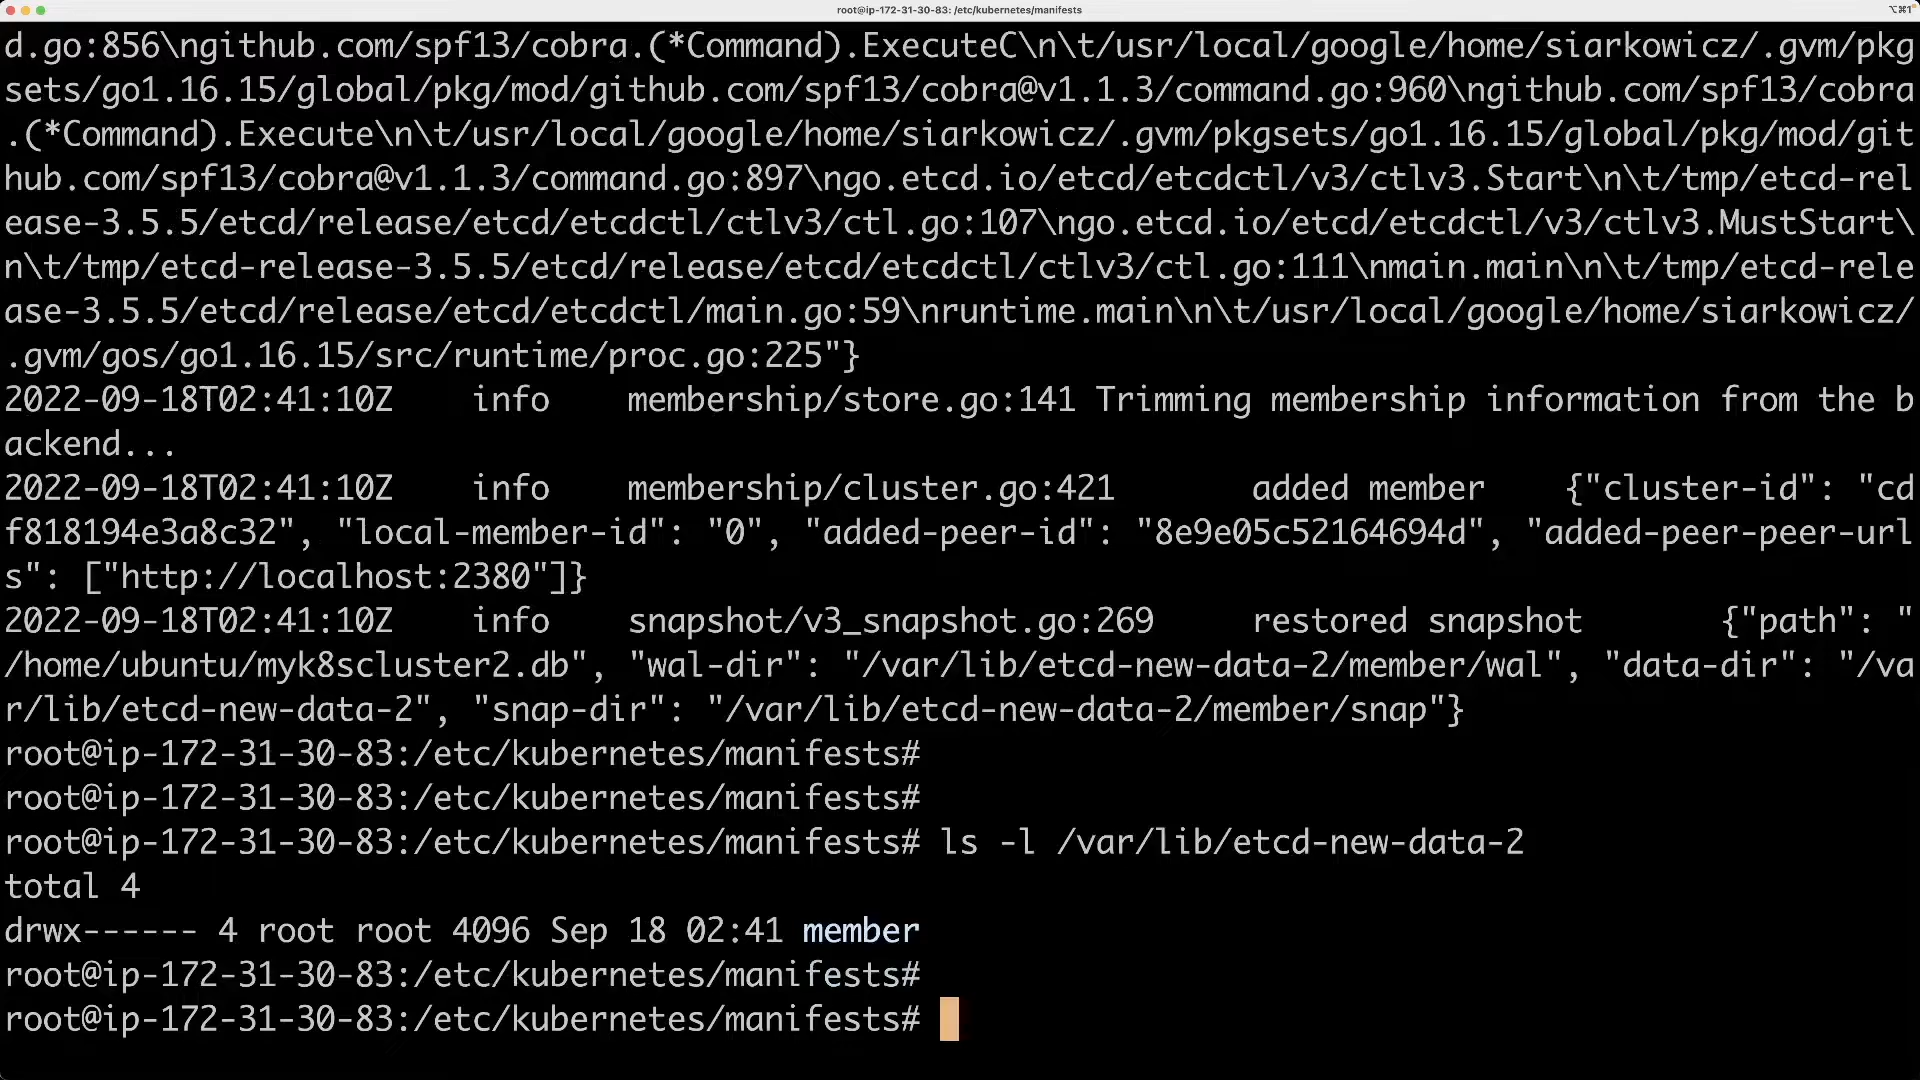 root@ip-172-31-30-83: /etc/kubernetes/manifests
⌥⌘1
d.go:856\ngithub.com/spf13/cobra.(*Command).ExecuteC\n\t/usr/local/google/home/siarkowicz/.gvm/pkg
sets/go1.16.15/global/pkg/mod/github.com/spf13/cobra@v1.1.3/command.go:960\ngithub.com/spf13/cobra
.(*Command).Execute\n\t/usr/local/google/home/siarkowicz/.gvm/pkgsets/go1.16.15/global/pkg/mod/git
hub.com/spf13/cobra@v1.1.3/command.go:897\ngo.etcd.io/etcd/etcdctl/v3/ctlv3.Start\n\t/tmp/etcd-rel
ease-3.5.5/etcd/release/etcd/etcdctl/ctlv3/ctl.go:107\ngo.etcd.io/etcd/etcdctl/v3/ctlv3.MustStart\
n\t/tmp/etcd-release-3.5.5/etcd/release/etcd/etcdctl/ctlv3/ctl.go:111\nmain.main\n\t/tmp/etcd-rele
ase-3.5.5/etcd/release/etcd/etcdctl/main.go:59\nruntime.main\n\t/usr/local/google/home/siarkowicz/
.gvm/gos/go1.16.15/src/runtime/proc.go:225"}
2022-09-18T02:41:10Z    info    membership/store.go:141 Trimming membership information from the b
ackend...
2022-09-18T02:41:10Z    info    membership/cluster.go:421       added member    {"cluster-id": "cd
f818194e3a8c32", "local-member-id": "0", "added-peer-id": "8e9e05c52164694d", "added-peer-peer-url
s": ["http://localhost:2380"]}
2022-09-18T02:41:10Z    info    snapshot/v3_snapshot.go:269     restored snapshot       {"path": "
/home/ubuntu/myk8scluster2.db", "wal-dir": "/var/lib/etcd-new-data-2/member/wal", "data-dir": "/va
r/lib/etcd-new-data-2", "snap-dir": "/var/lib/etcd-new-data-2/member/snap"}
root@ip-172-31-30-83:/etc/kubernetes/manifests#
root@ip-172-31-30-83:/etc/kubernetes/manifests#
root@ip-172-31-30-83:/etc/kubernetes/manifests# ls -l /var/lib/etcd-new-data-2
total 4
drwx------ 4 root root 4096 Sep 18 02:41 member
root@ip-172-31-30-83:/etc/kubernetes/manifests#
root@ip-172-31-30-83:/etc/kubernetes/manifests#